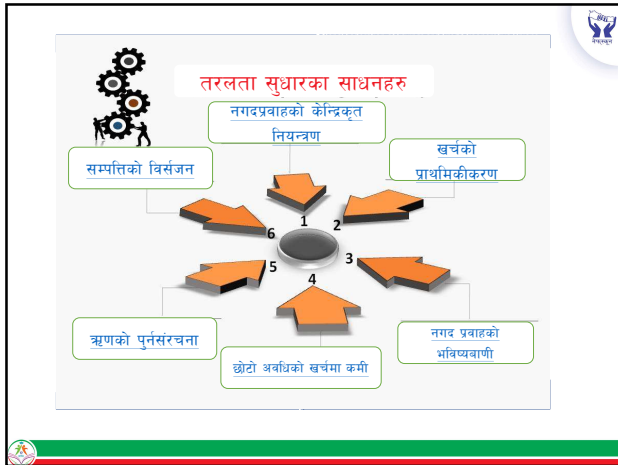 नेफ्स्कून
तरलता सुधारका साधनहरु
नगदप्रवाहको केन्द्रिकृत
नियन्त्रण
सम्पत्तिको विर्सजन
खर्चको
प्राथमिकीकरण
1
6
2
5
3
4
ऋणको पुर्नसंरचना
नगद प्रवाहको
भविष्यबाणी
छोटो अवधिको खर्चमा कमी